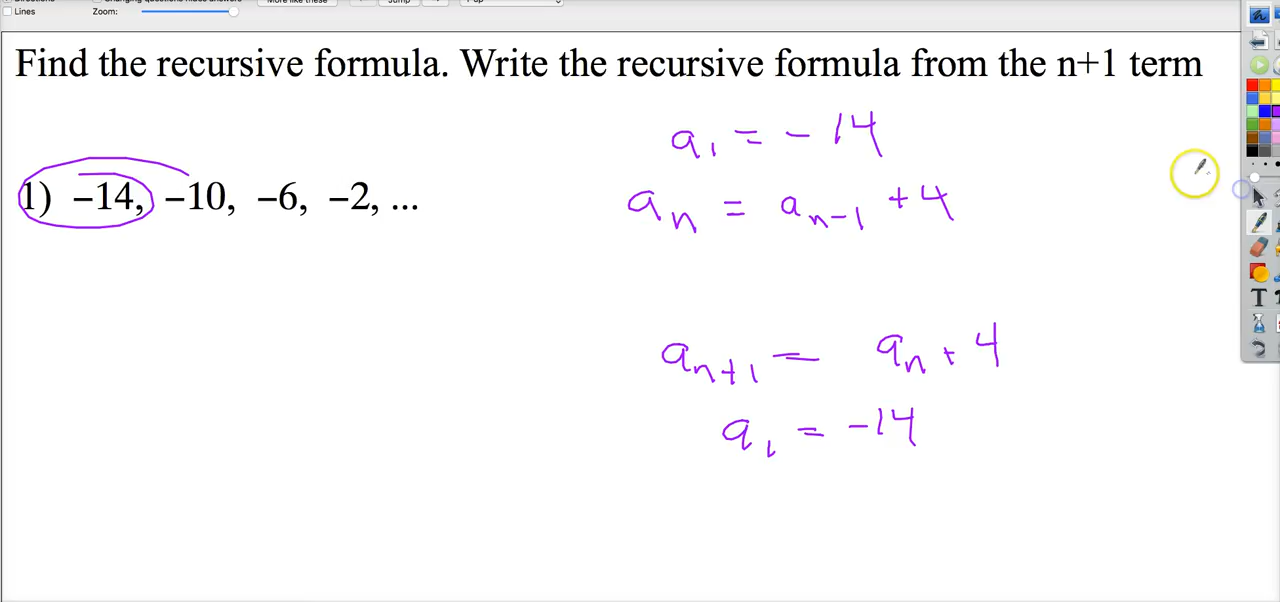 Lines
Zoom:
More like these
Jump
Find the recursive formula. Write the recursive formula from the n+1 term
a₁ = -14
1) −14, −10, −6, −2, ...
aₙ = aₙ₋₁ + 4
aₙ₊₁ = aₙ + 4
a₁ = -14
T